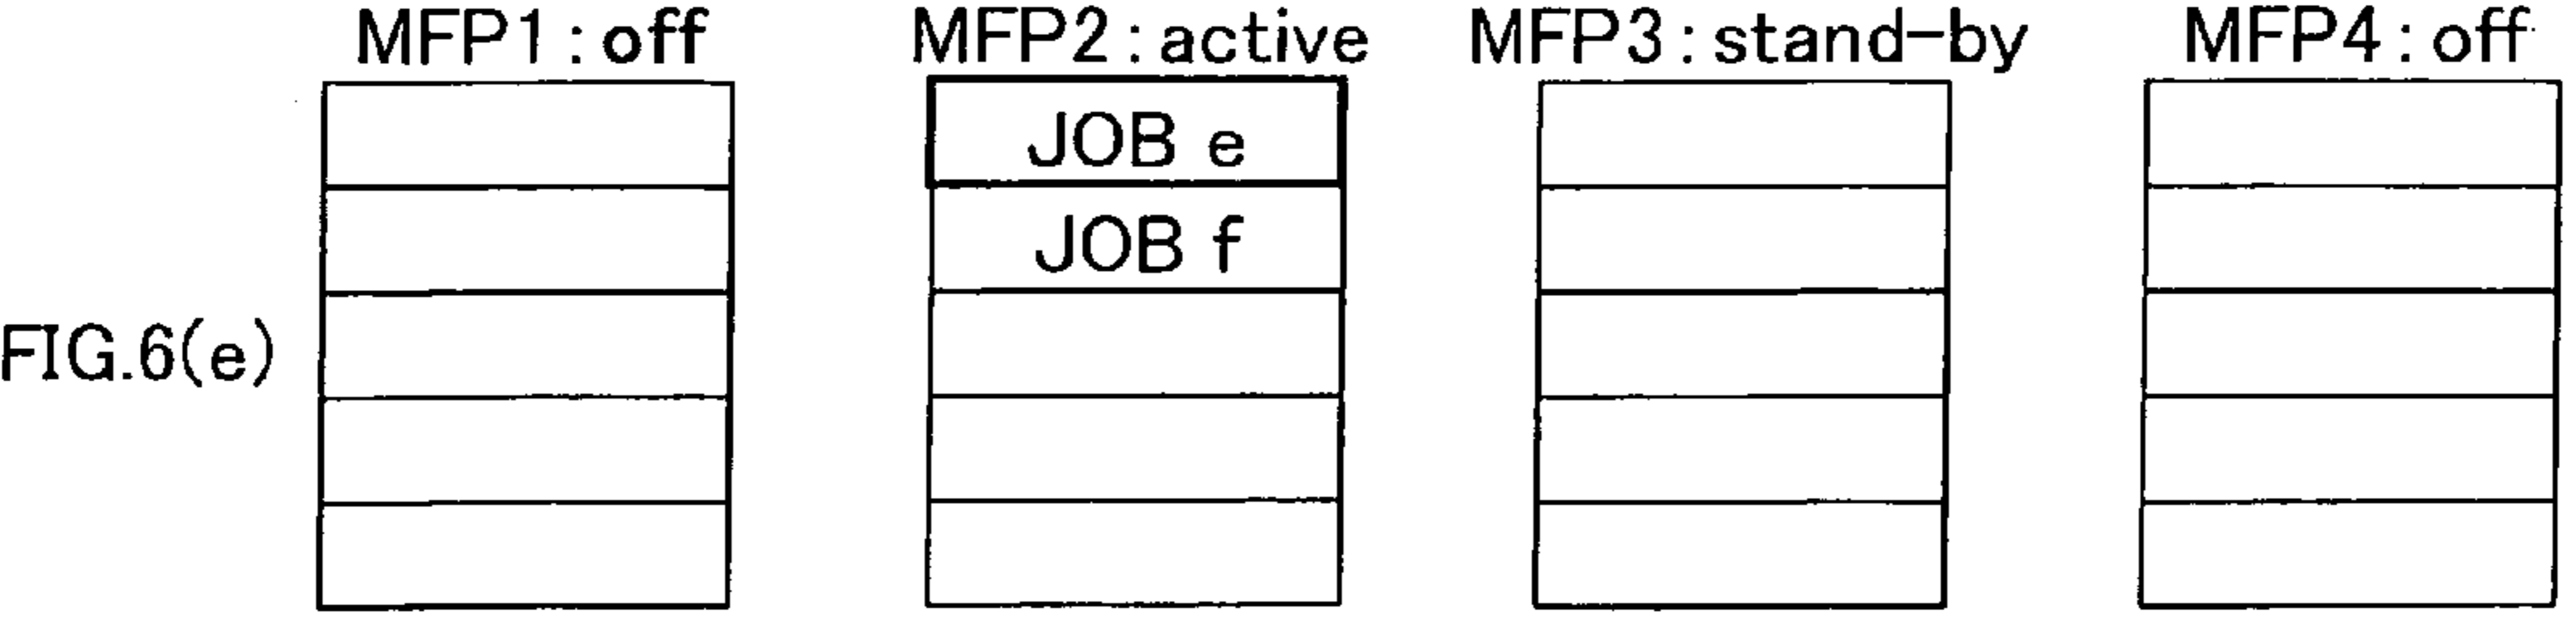 MFP1:off MFP2:active MFP3:stand-by MFP4:off
JOB e
JOB f
FIG.6(e)